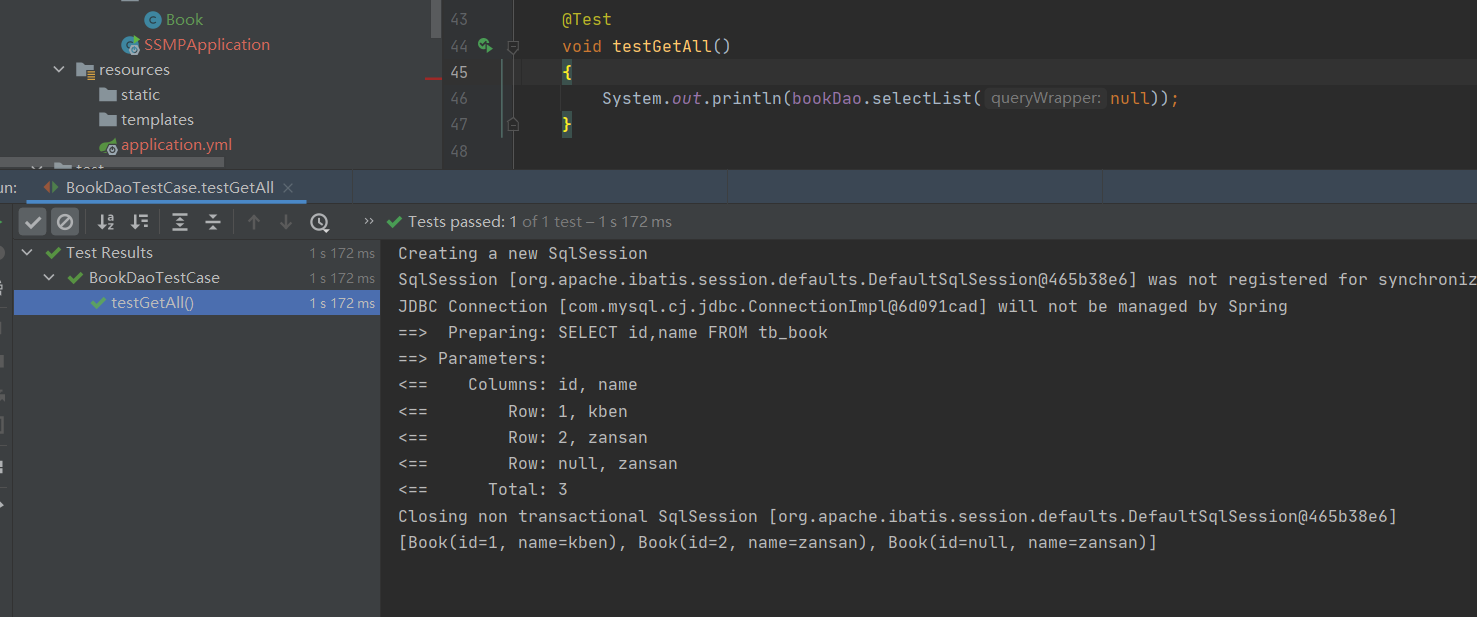 Book
SSMPApplication
resources
static
templates
application.yml
test
43 @Test
44 void testGetAll()
45 {
46 System.out.println(bookDao.selectList( queryWrapper: null));
47 }
48
un: BookDaoTestCase.testGetAll ×
» Tests passed: 1 of 1 test – 1 s 172 ms
Test Results 1 s 172 ms
BookDaoTestCase 1 s 172 ms
testGetAll() 1 s 172 ms
Creating a new SqlSession
SqlSession [org.apache.ibatis.session.defaults.DefaultSqlSession@465b38e6] was not registered for synchroniz
JDBC Connection [com.mysql.cj.jdbc.ConnectionImpl@6d091cad] will not be managed by Spring
==>  Preparing: SELECT id,name FROM tb_book
==> Parameters:
<==    Columns: id, name
<==        Row: 1, kben
<==        Row: 2, zansan
<==        Row: null, zansan
<==      Total: 3
Closing non transactional SqlSession [org.apache.ibatis.session.defaults.DefaultSqlSession@465b38e6]
[Book(id=1, name=kben), Book(id=2, name=zansan), Book(id=null, name=zansan)]